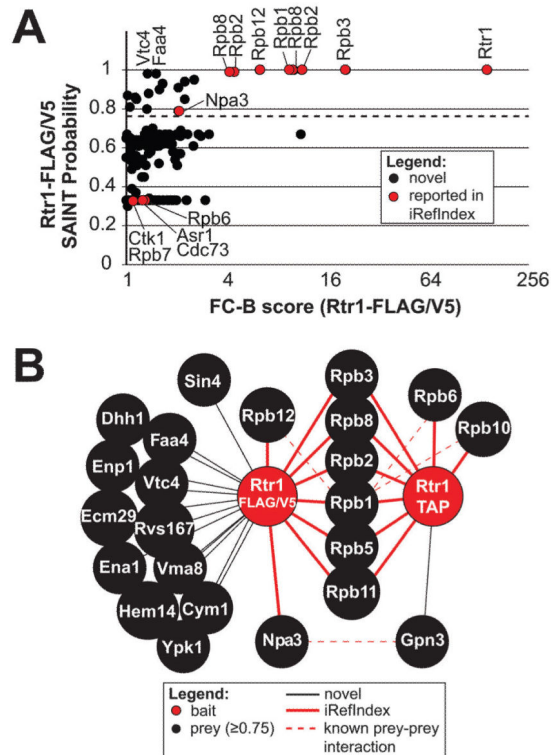 A
Vtc4
Faa4
Rpb8
Rpb2
Rpb12
Rpb1
Rpb8
Rpb2
Rpb3
Rtr1
Rtr1-FLAG/V5
SAINT Probability
1
0.8
0.6
0.4
0.2
0
Npa3
Legend:
novel
reported in
iRefIndex
Rpb6
Ctk1
Rpb7
Asr1
Cdc73
1 4 16 64 256
FC-B score (Rtr1-FLAG/V5)
B
Sin4
Rpb3
Rpb12
Rpb6
Dhh1
Faa4
Rpb8
Rpb10
Enp1
Vtc4
Rpb2
Rtr1
FLAG/V5
Rpb1
Rtr1
TAP
Ecm29
Rvs167
Rpb5
Ena1
Vma8
Rpb11
Hem14
Cym1
Ypk1
Npa3
Gpn3
Legend:
bait
prey (≥0.75)
novel
iRefIndex
known prey-prey
interaction